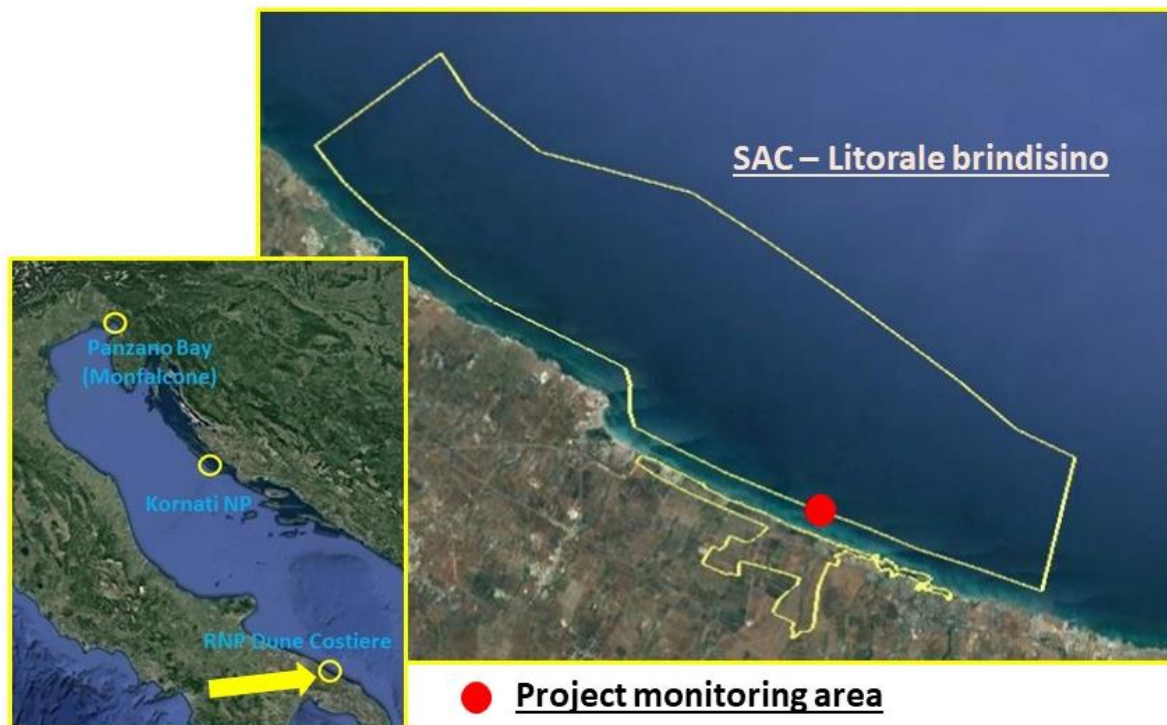 SAC – Litorale brindisino
Panzano Bay
(Monfalcone)
Kornati NP
RNP Dune Costiere
Project monitoring area